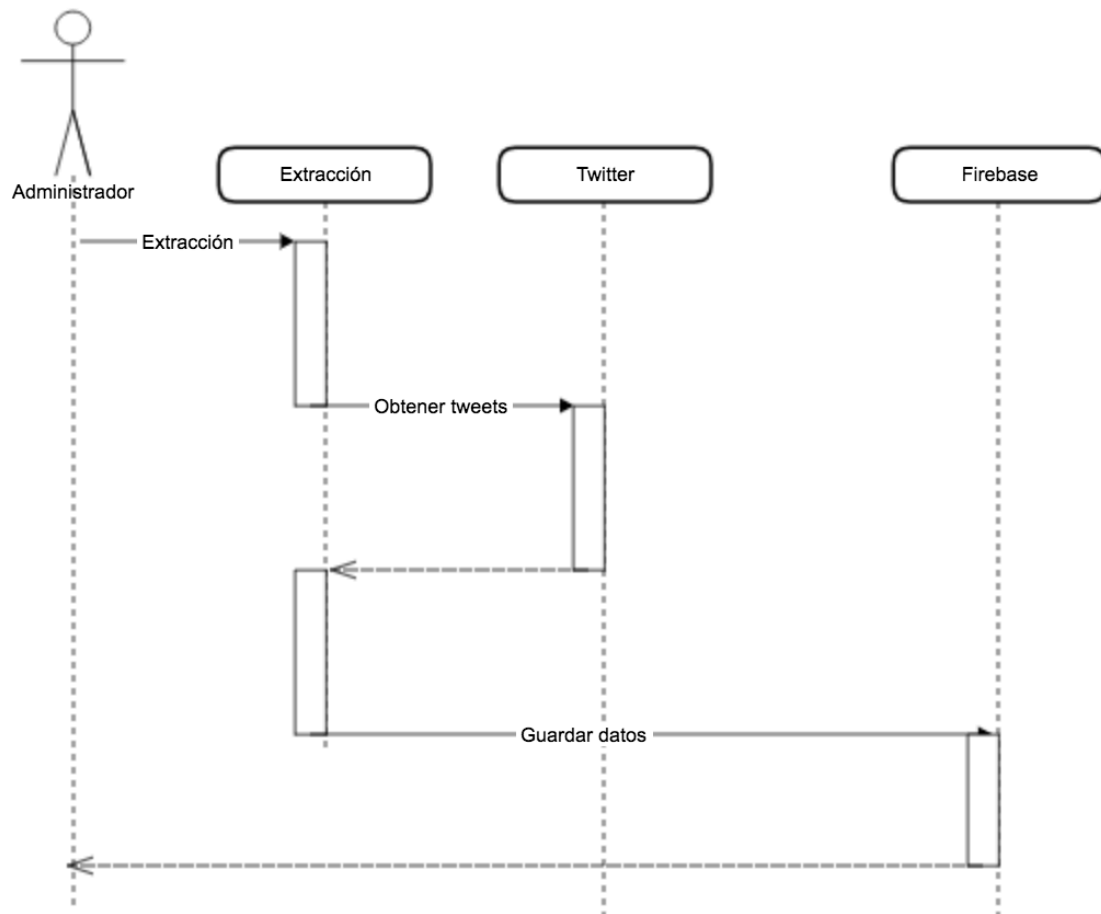 Administrador
Extracción
Twitter
Firebase
Extracción
Obtener tweets
Guardar datos